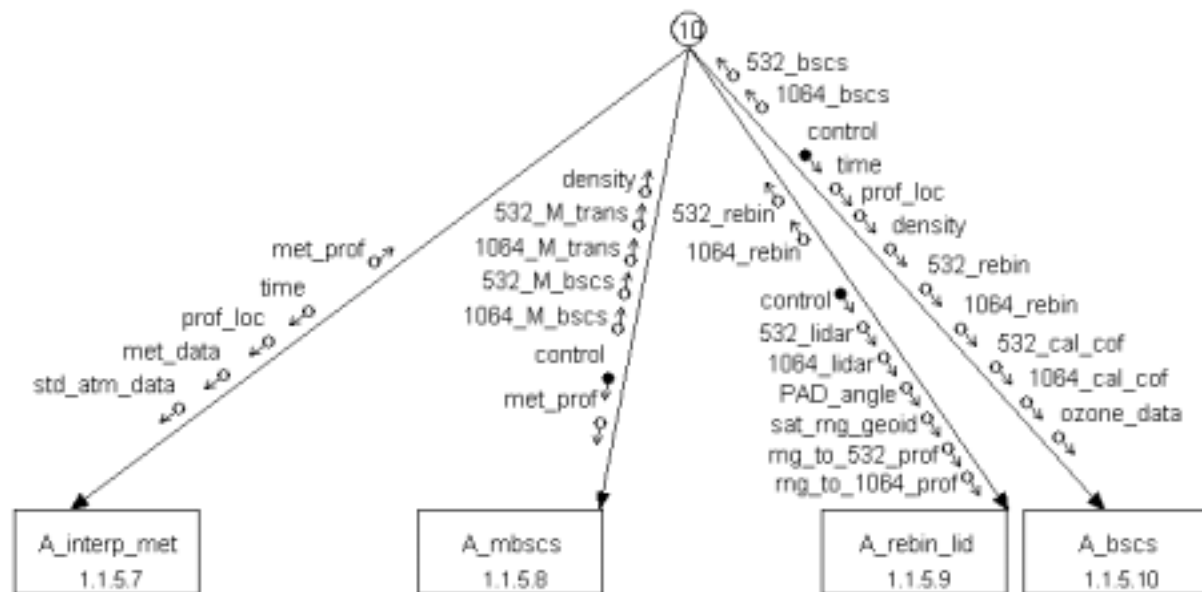 10
532_bscs
1064_bscs
control
time
prof_loc
density
532_rebin
1064_rebin
532_cal_cof
1064_cal_cof
ozone_data
532_rebin
1064_rebin
control
532_lidar
1064_lidar
PAD_angle
sat_rng_geoid
rng_to_532_prof
rng_to_1064_prof
density
532_M_trans
1064_M_trans
532_M_bscs
1064_M_bscs
control
met_prof
met_prof
time
prof_loc
met_data
std_atm_data
A_interp_met
1.1.5.7
A_mbscs
1.1.5.8
A_rebin_lid
1.1.5.9
A_bscs
1.1.5.10